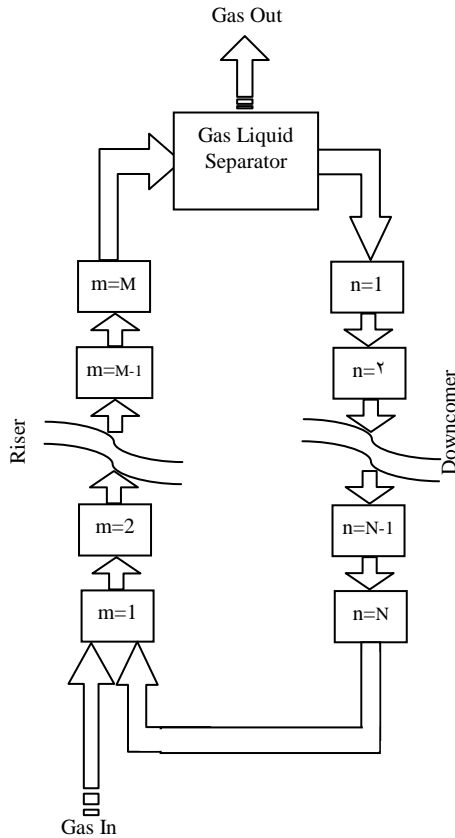 Gas Out
Gas Liquid
Separator
m=M
n=1
m=M-1
n=۲
Riser
Downcomer
m=2
n=N-1
m=1
n=N
Gas In